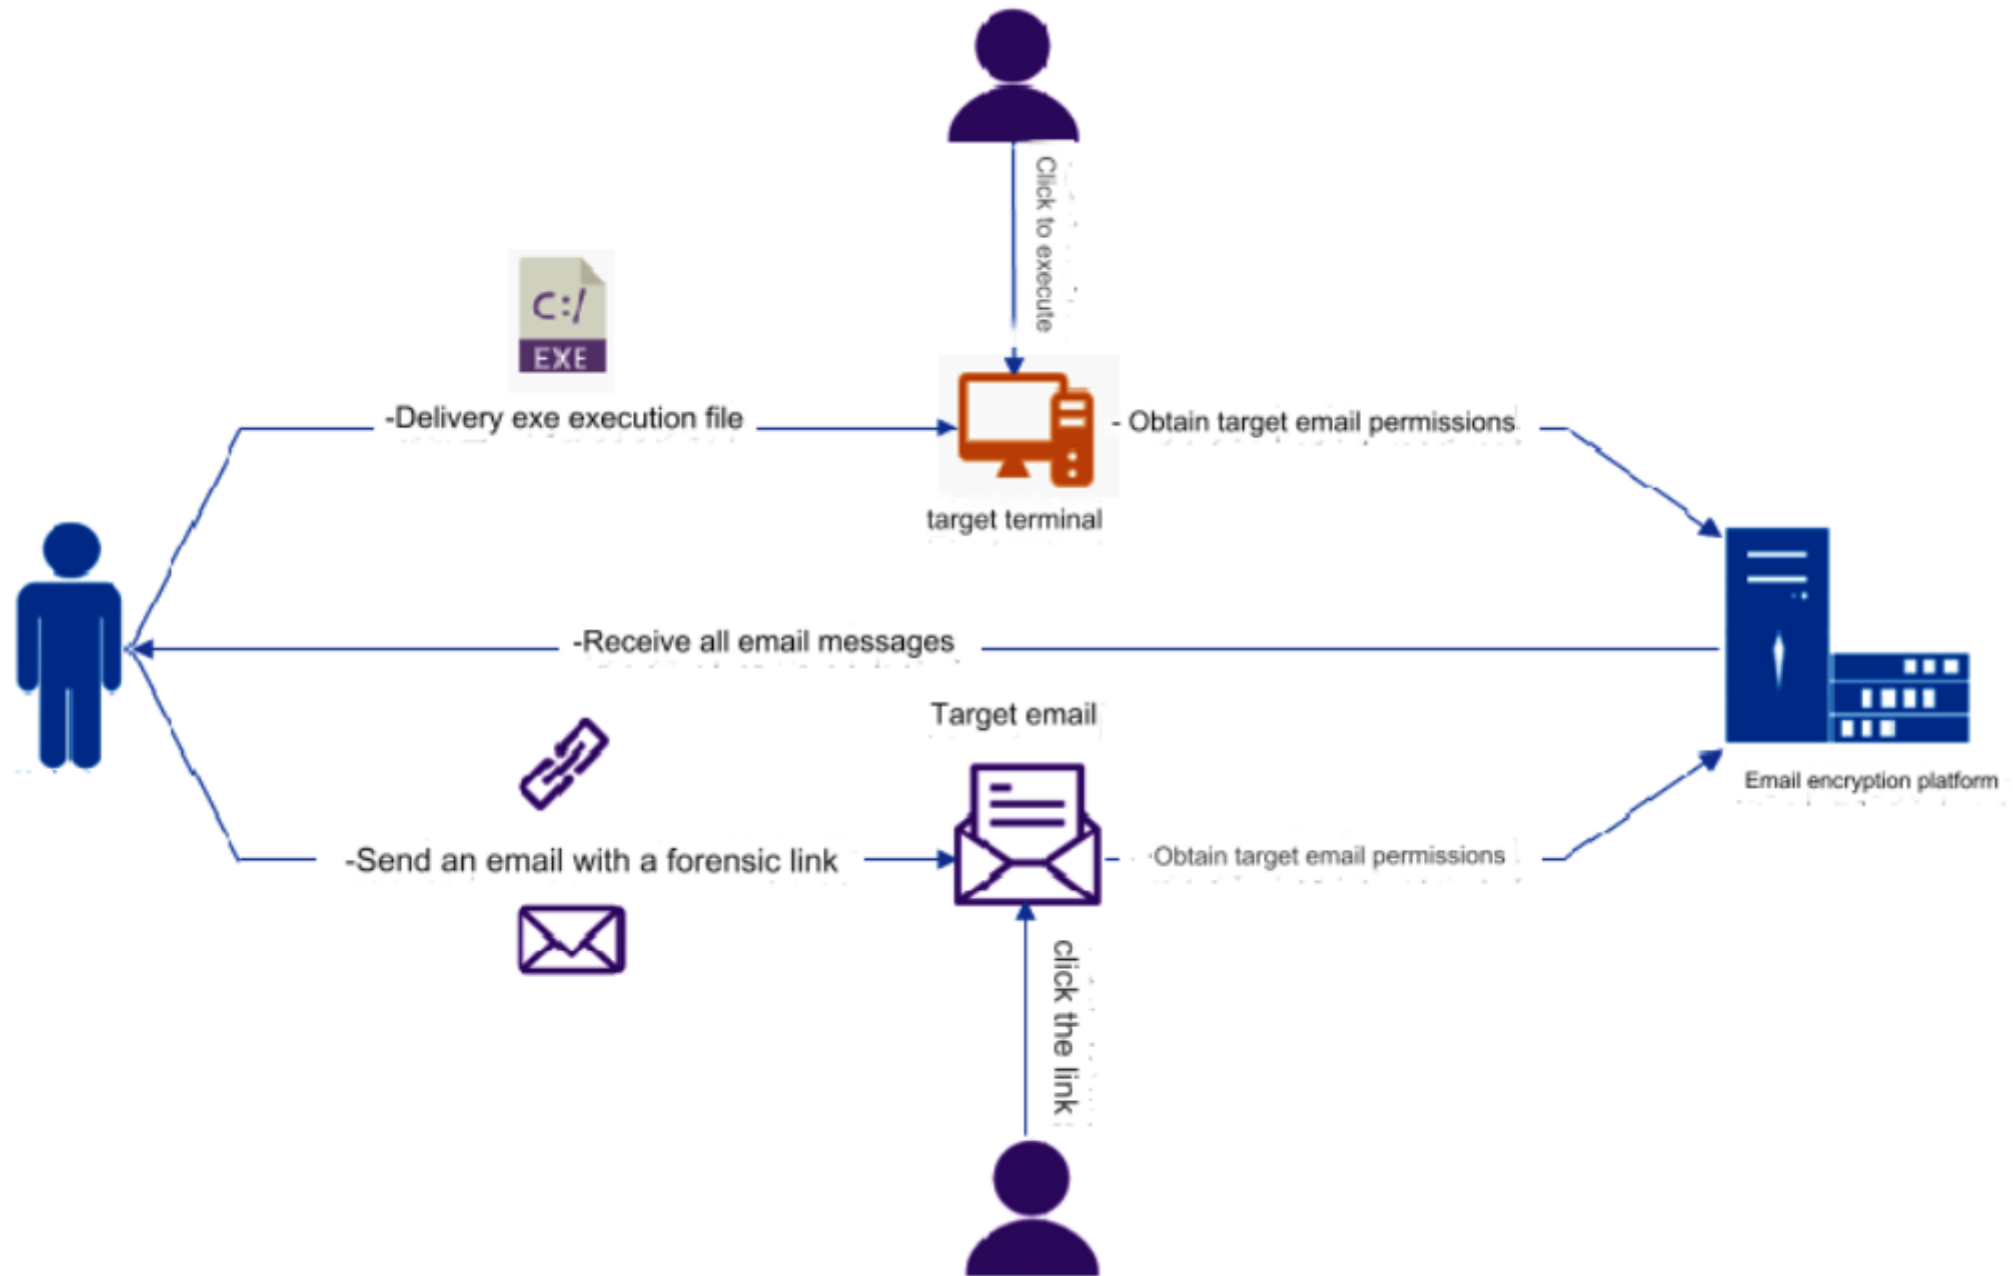 Click to execute
C:/
EXE
-Delivery exe execution file
- Obtain target email permissions
target terminal
-Receive all email messages
Target email
Email encryption platform
-Send an email with a forensic link
-Obtain target email permissions
click the link